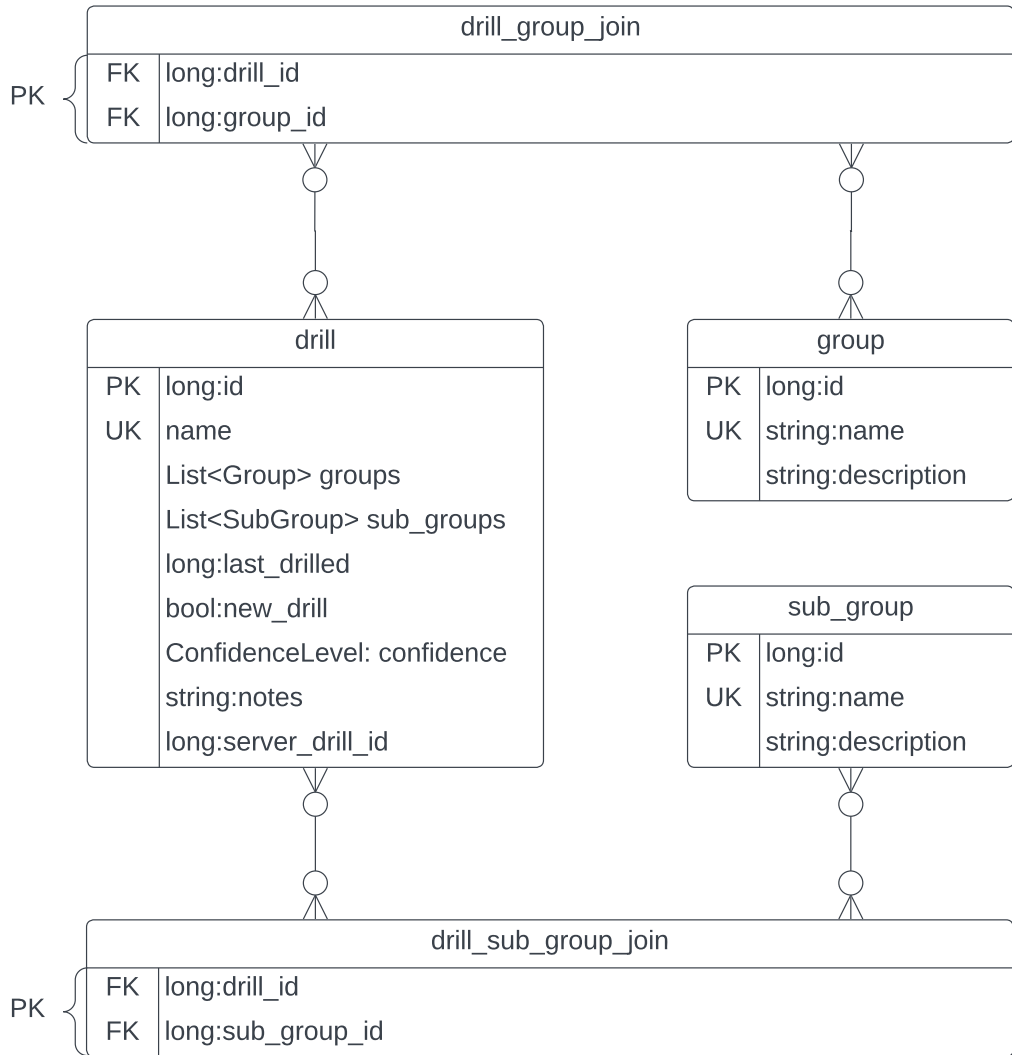 drill_group_join
PK
FK long:drill_id
FK long:group_id
drill
PK long:id
UK name
List<Group> groups
List<SubGroup> sub_groups
long:last_drilled
bool:new_drill
ConfidenceLevel: confidence
string:notes
long:server_drill_id
group
PK long:id
UK string:name
string:description
sub_group
PK long:id
UK string:name
string:description
drill_sub_group_join
PK
FK long:drill_id
FK long:sub_group_id